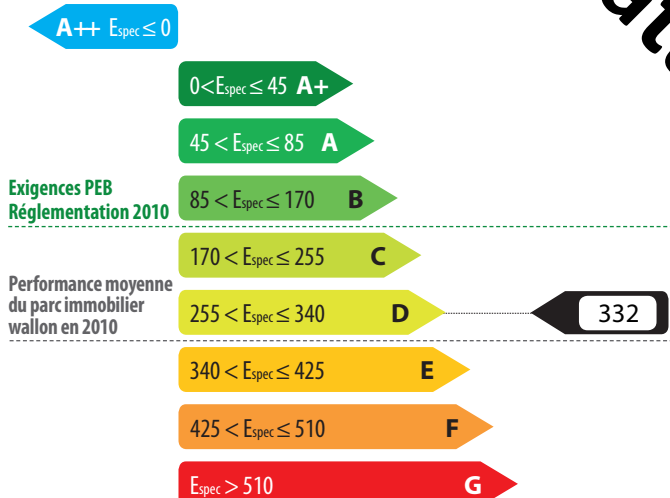 A++ Espec ≤ 0
0<Espec ≤ 45 A+
45 < Espec ≤ 85 A
Exigences PEB
Réglementation 2010
85 < Espec ≤ 170 B
170 < Espec ≤ 255 C
Performance moyenne
du parc immobilier
wallon en 2010
255 < Espec ≤ 340 D
332
340 < Espec ≤ 425 E
425 < Espec ≤ 510 F
Espec > 510 G